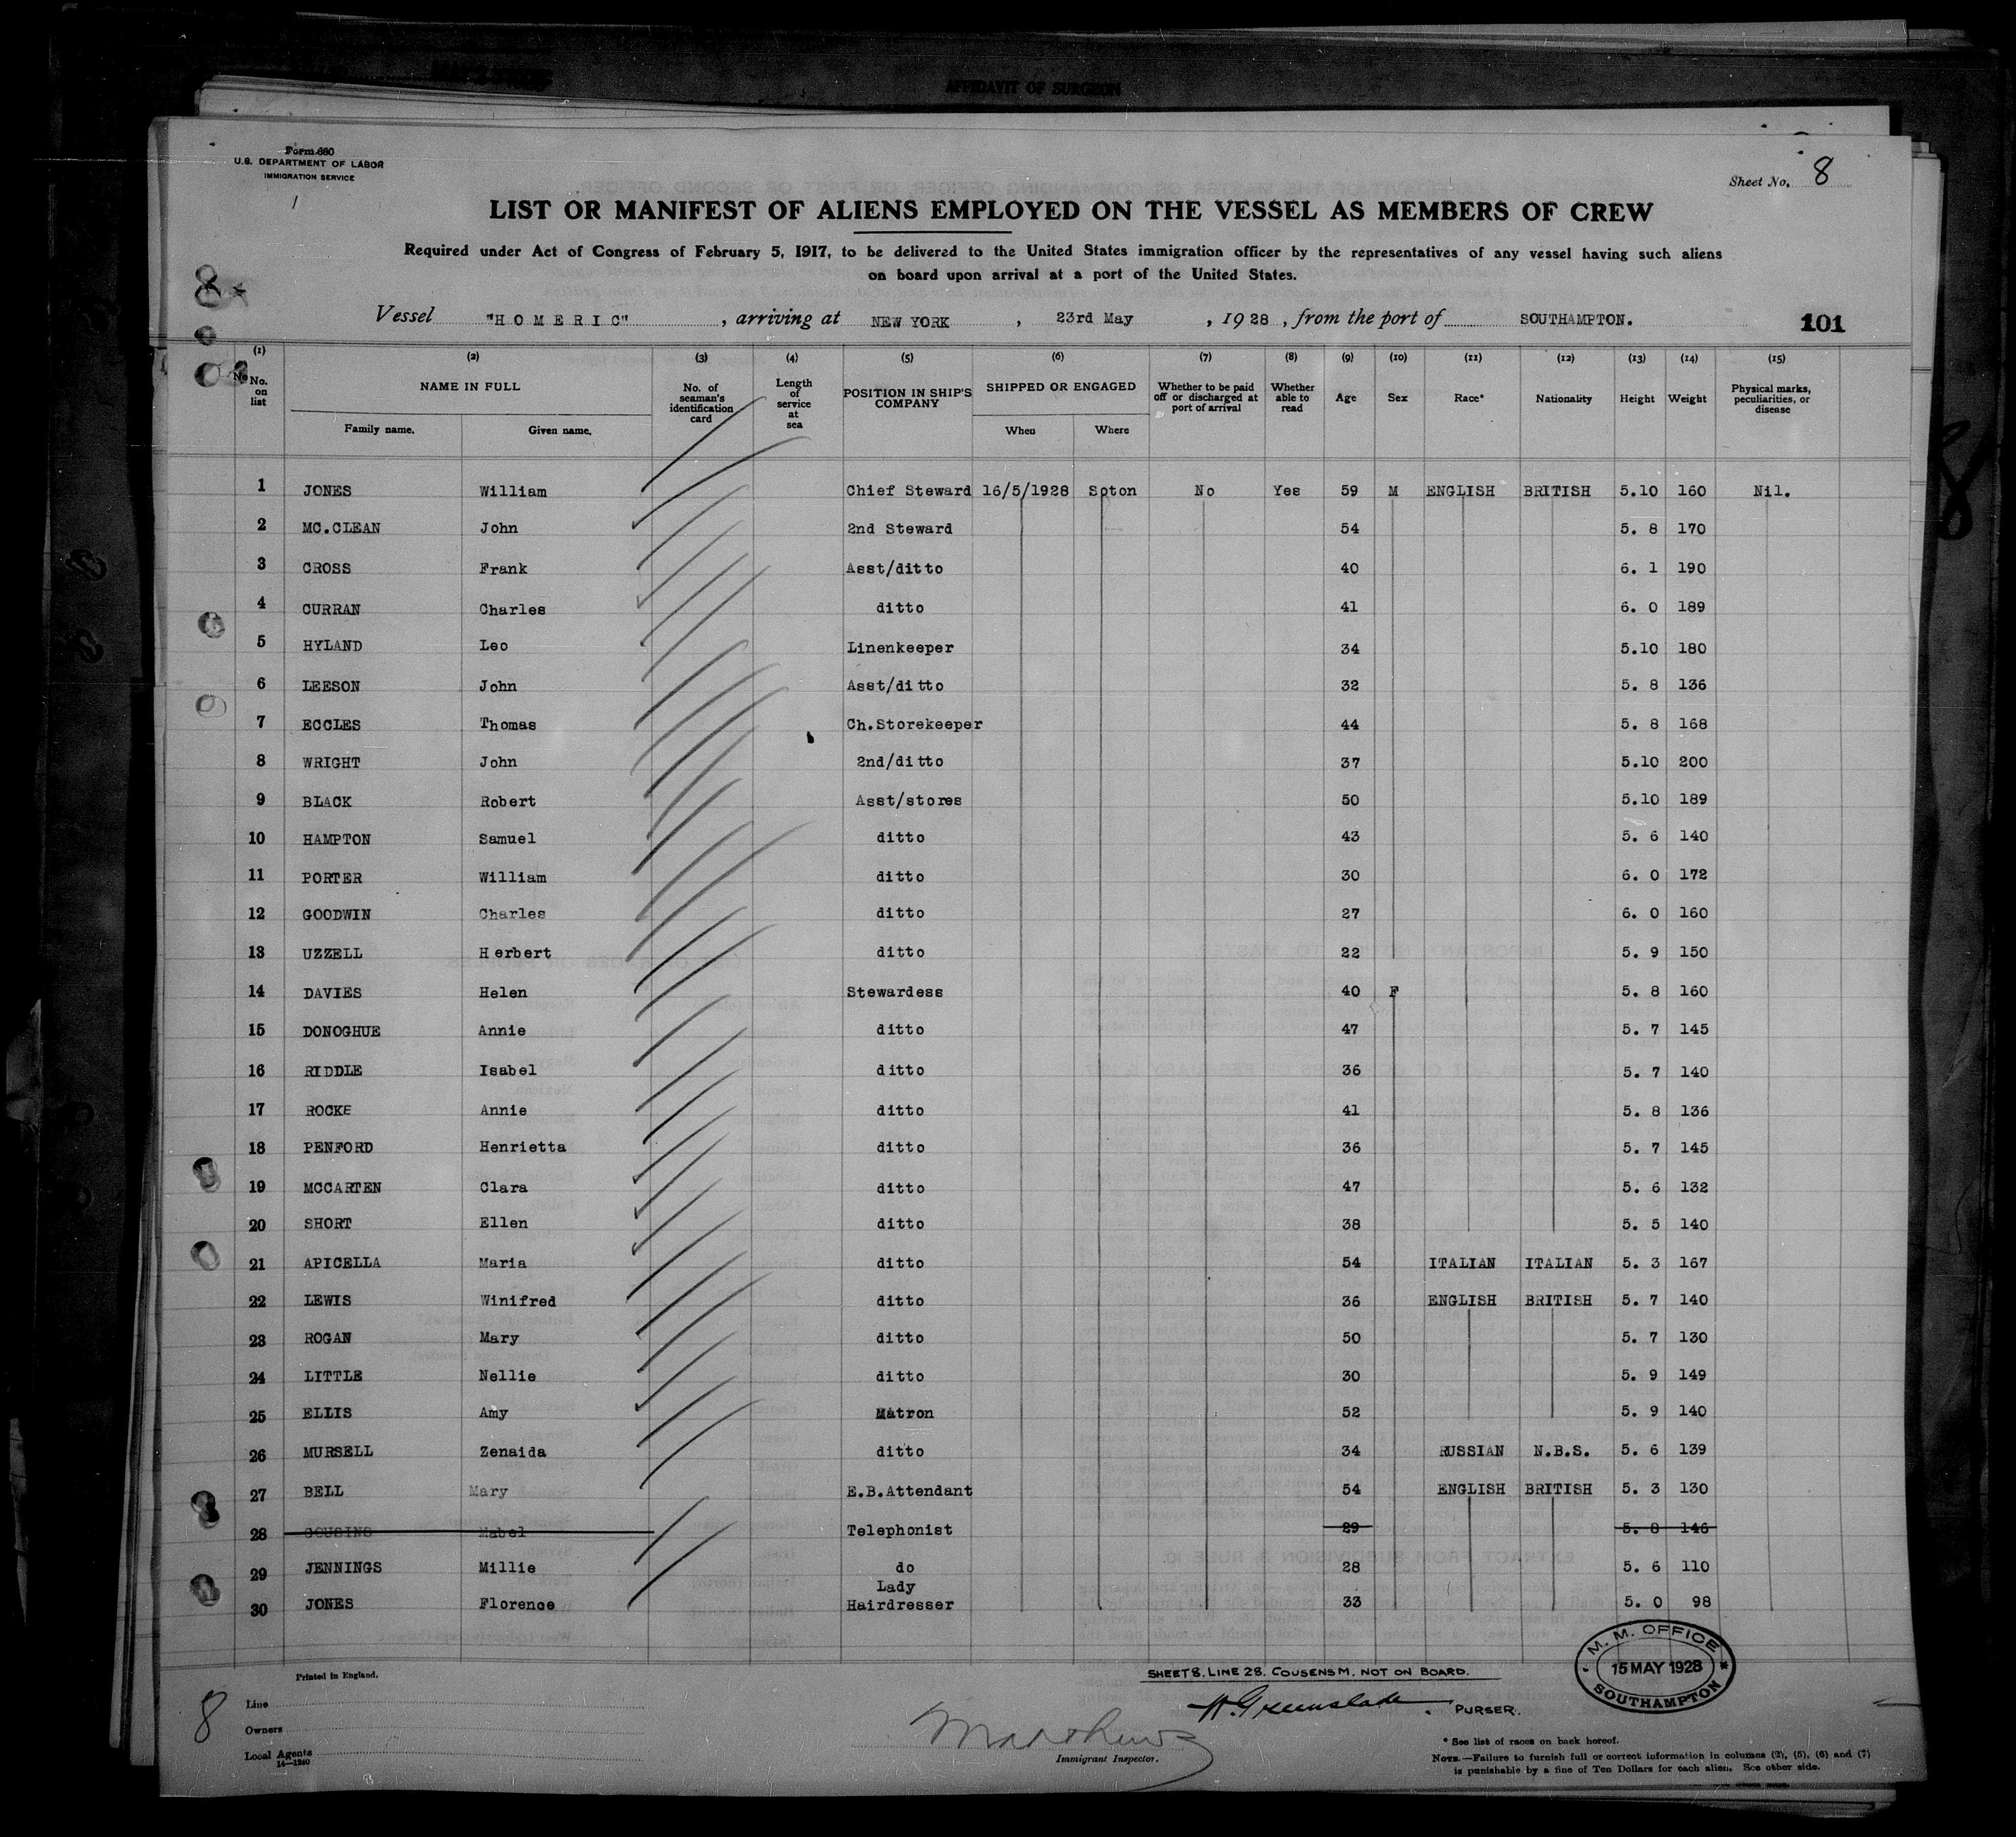 AFFIDAVIT OF SURGEON
Form 680
U.S. DEPARTMENT OF LABOR
IMMIGRATION SERVICE
Sheet No. 8
LIST OR MANIFEST OF ALIENS EMPLOYED ON THE VESSEL AS MEMBERS OF CREW
Required under Act of Congress of February 5, 1917, to be delivered to the United States immigration officer by the representatives of any vessel having such aliens
on board upon arrival at a port of the United States.
Vessel "HOMERIC", arriving at NEW YORK, 23rd May, 1928, from the port of SOUTHAMPTON. 101
(1) (2) (3) (4) (5) (6) (7) (8) (9) (10) (11) (12) (13) (14) (15)
No. on list NAME IN FULL Family name. Given name. No. of seaman's identification card Length of service at sea POSITION IN SHIP'S COMPANY SHIPPED OR ENGAGED When Where Whether to be paid off or discharged at port of arrival Whether able to read Age Sex Race* Nationality Height Weight Physical marks, peculiarities, or disease
1 JONES William Chief Steward 16/5/1928 Soton No Yes 59 M ENGLISH BRITISH 5.10 160 Nil.
2 MC.CLEAN John 2nd Steward 54 5. 8 170
3 CROSS Frank Asst/ditto 40 6. 1 190
4 CURRAN Charles ditto 41 6. 0 189
5 HYLAND Leo Linenkeeper 34 5.10 180
6 LEESON John Asst/ditto 32 5. 8 136
7 ECCLES Thomas Ch.Storekeeper 44 5. 8 168
8 WRIGHT John 2nd/ditto 37 5.10 200
9 BLACK Robert Asst/stores 50 5.10 189
10 HAMPTON Samuel ditto 43 5. 6 140
11 PORTER William ditto 30 6. 0 172
12 GOODWIN Charles ditto 27 6. 0 160
13 UZZELL Herbert ditto 22 5. 9 150
14 DAVIES Helen Stewardess 40 F 5. 8 160
15 DONOGHUE Annie ditto 47 5. 7 145
16 RIDDLE Isabel ditto 36 5. 7 140
17 ROCKE Annie ditto 41 5. 8 136
18 PENFORD Henrietta ditto 36 5. 7 145
19 MCCARTEN Clara ditto 47 5. 6 132
20 SHORT Ellen ditto 38 5. 5 140
21 APICELLA Maria ditto 54 ITALIAN ITALIAN 5. 3 167
22 LEWIS Winifred ditto 36 ENGLISH BRITISH 5. 7 140
23 ROGAN Mary ditto 50 5. 7 130
24 LITTLE Nellie ditto 30 5. 9 149
25 ELLIS Amy Matron 52 5. 9 140
26 MURSELL Zenaida ditto 34 RUSSIAN N.B.S. 5. 6 139
27 BELL Mary E.B.Attendant 54 ENGLISH BRITISH 5. 3 130
28 COUSINS Mabel Telephonist 29 5. 8 146
29 JENNINGS Millie do 28 5. 6 110
30 JONES Florence Lady Hairdresser 33 5. 0 98
M. M. OFFICE
15 MAY 1928
SOUTHAMPTON
Printed in England.
SHEET 8. LINE 28. COUSENS M. NOT ON BOARD.
8
Line
H. Greenslade. PURSER.
Owners
Matthews
Local Agents
14—1240
Immigrant Inspector.
* See list of races on back hereof.
NOTE.—Failure to furnish full or correct information in columns (2), (5), (6) and (7)
is punishable by a fine of Ten Dollars for each alien. See other side.